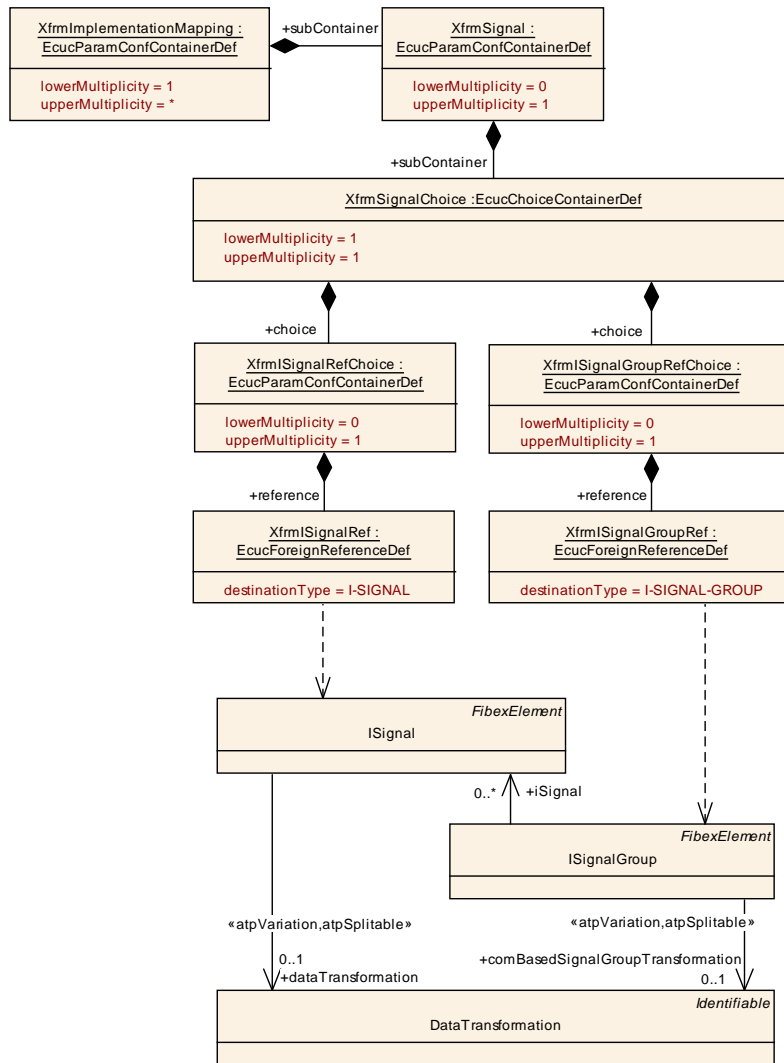 XfrmImplementationMapping :
EcucParamConfContainerDef
lowerMultiplicity = 1
upperMultiplicity = *
+subContainer
XfrmSignal :
EcucParamConfContainerDef
lowerMultiplicity = 0
upperMultiplicity = 1
+subContainer
XfrmSignalChoice :EcucChoiceContainerDef
lowerMultiplicity = 1
upperMultiplicity = 1
+choice
+choice
XfrmISignalRefChoice :
EcucParamConfContainerDef
lowerMultiplicity = 0
upperMultiplicity = 1
XfrmISignalGroupRefChoice :
EcucParamConfContainerDef
lowerMultiplicity = 0
upperMultiplicity = 1
+reference
+reference
XfrmISignalRef :
EcucForeignReferenceDef
destinationType = I-SIGNAL
XfrmISignalGroupRef :
EcucForeignReferenceDef
destinationType = I-SIGNAL-GROUP
FibexElement
ISignal
0..*
+iSignal
FibexElement
ISignalGroup
«atpVariation,atpSplitable»
0..1
+dataTransformation
«atpVariation,atpSplitable»
+comBasedSignalGroupTransformation
0..1
Identifiable
DataTransformation